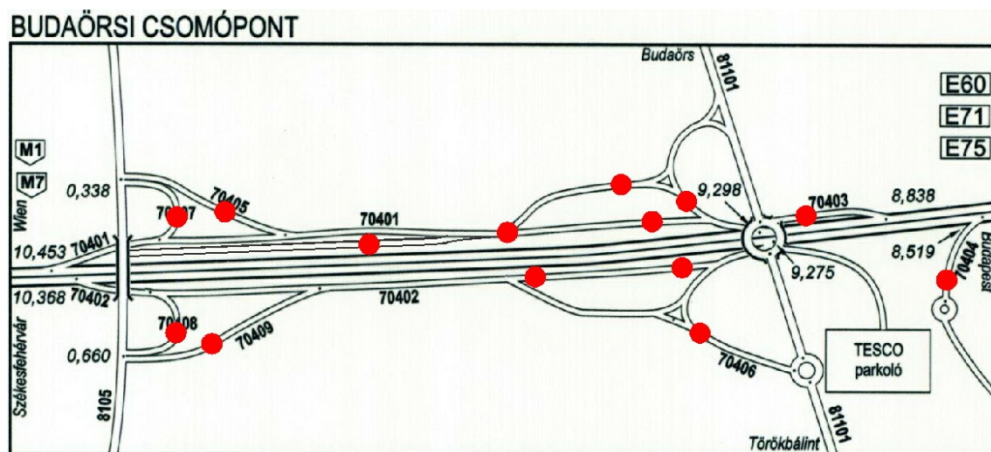 BUDAÖRSI CSOMÓPONT
Budaörs
81101
E60
E71
E75
M1
M7
Wien
0,338
70405
70401
9,298
70403
8,838
10,453
70401
8,519
70404
Budapest
10,368
70402
70402
9,275
Székesfehérvár
70409
0,660
70406
TESCO
parkoló
8105
81101
Törökbálint